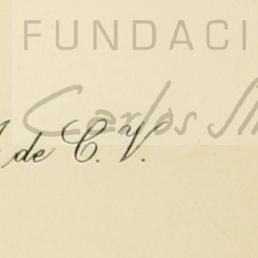 FUNDACI
Carlos Sl
de C. V.